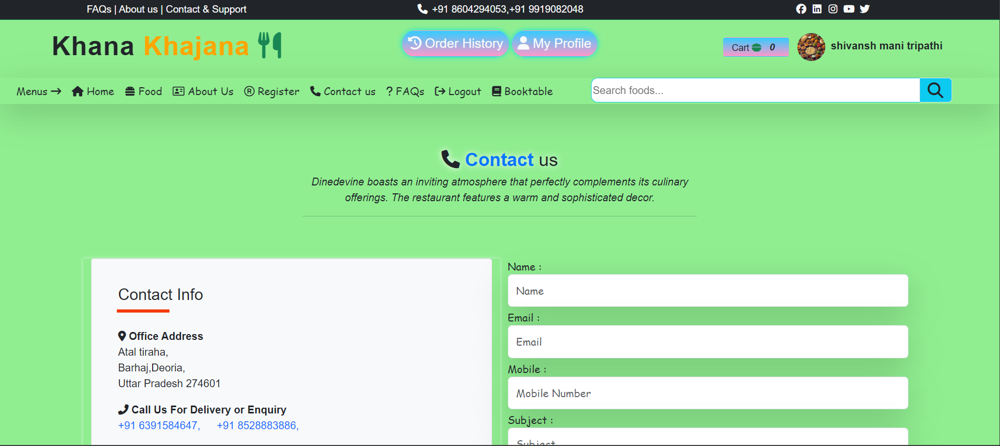 FAQs | About us | Contact & Support
+91 8604294053,+91 9919082048
Khana Khajana
Order History
My Profile
Cart 0
shivansh mani tripathi
Menus → Home Food About Us ® Register Contact us ? FAQs Logout Booktable
Search foods...
Contact us
Dinedevine boasts an inviting atmosphere that perfectly complements its culinary
offerings. The restaurant features a warm and sophisticated decor.
Contact Info
Office Address
Atal tiraha,
Barhaj,Deoria,
Uttar Pradesh 274601
Call Us For Delivery or Enquiry
+91 6391584647, +91 8528883886,
Name :
Name
Email :
Email
Mobile :
Mobile Number
Subject :
Subject